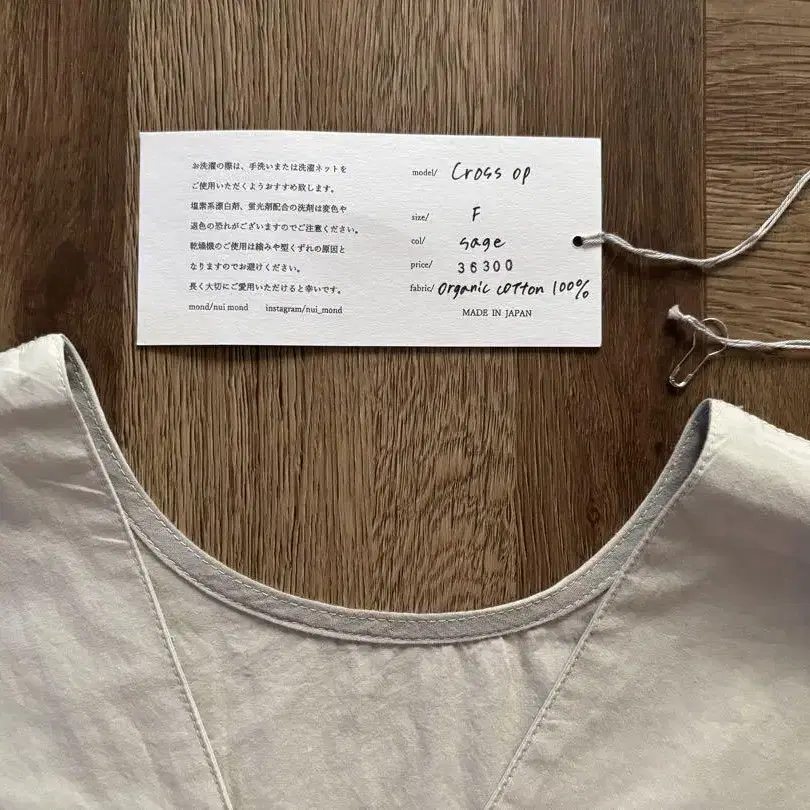 お洗濯の際は、手洗いまたは洗濯ネットを
ご使用いただくようおすすめ致します。
塩素系漂白剤、蛍光剤配合の洗剤は変色や
退色の恐れがございますのでご注意ください。
乾燥機のご使用は縮みや型くずれの原因と
なりますのでお避けください。
長く大切にご愛用いただけると幸いです。
mond/nui mond instagram/nui_mond
model/ Cross op
size/ F
col/ sage
price/ 36300
fabric/ Organic cotton 100%
MADE IN JAPAN